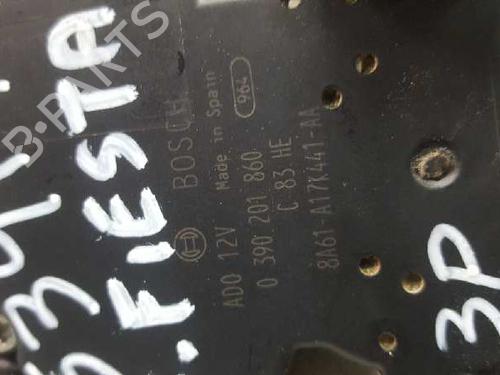 BOSCH
Made in Spain
964
AD0 12V
0 390 201 860
C 83 HE
8A61-A17K441-AA
FIESTA
3P
B-PARTS